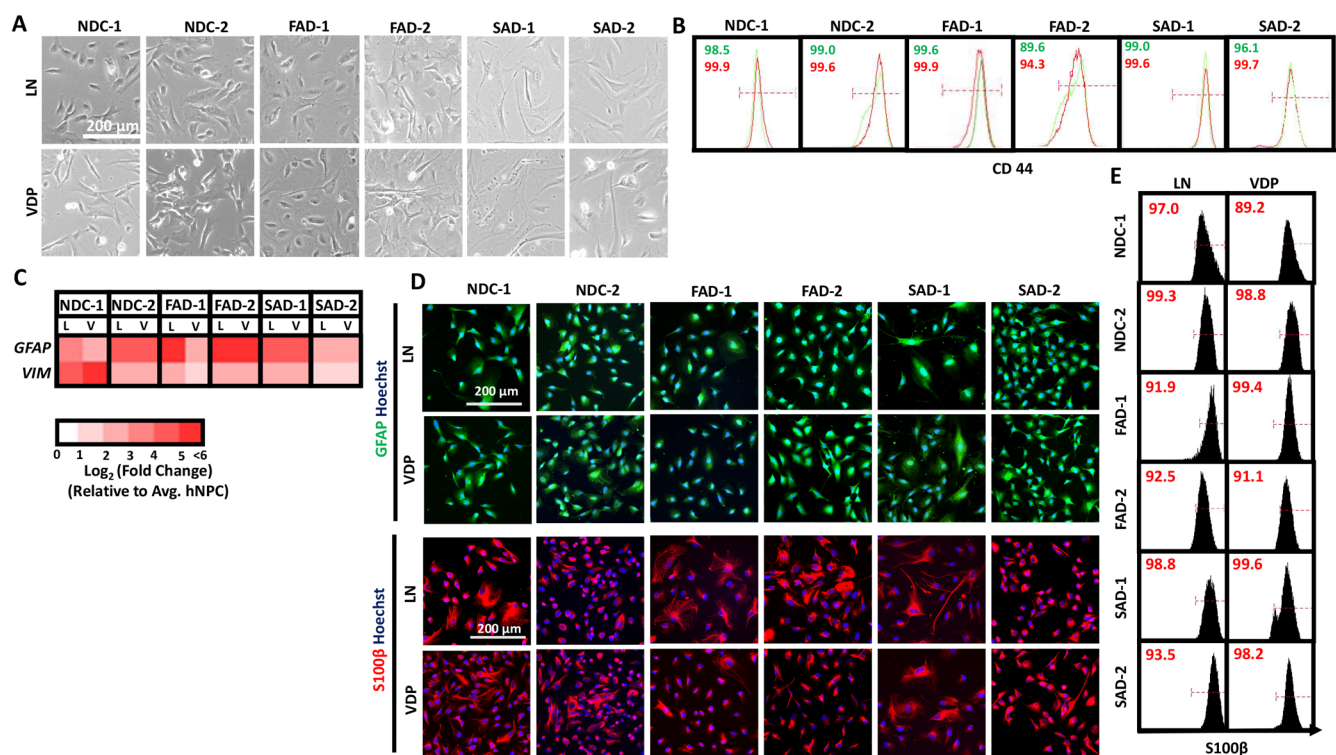 A
NDC-1 NDC-2 FAD-1 FAD-2 SAD-1 SAD-2
LN
200 μm
VDP
B
NDC-1 NDC-2 FAD-1 FAD-2 SAD-1 SAD-2
98.5 99.0 99.6 89.6 99.0 96.1
99.9 99.6 99.9 94.3 99.6 99.7
CD 44
C
NDC-1 NDC-2 FAD-1 FAD-2 SAD-1 SAD-2
L V L V L V L V L V L V
GFAP
VIM
0 1 2 3 4 5 <6
Log2 (Fold Change)
(Relative to Avg. hNPC)
D
NDC-1 NDC-2 FAD-1 FAD-2 SAD-1 SAD-2
GFAP Hoechst
LN
200 μm
VDP
S100β Hoechst
LN
200 μm
VDP
E
LN VDP
NDC-1 97.0 89.2
NDC-2 99.3 98.8
FAD-1 91.9 99.4
FAD-2 92.5 91.1
SAD-1 98.8 99.6
SAD-2 93.5 98.2
S100β